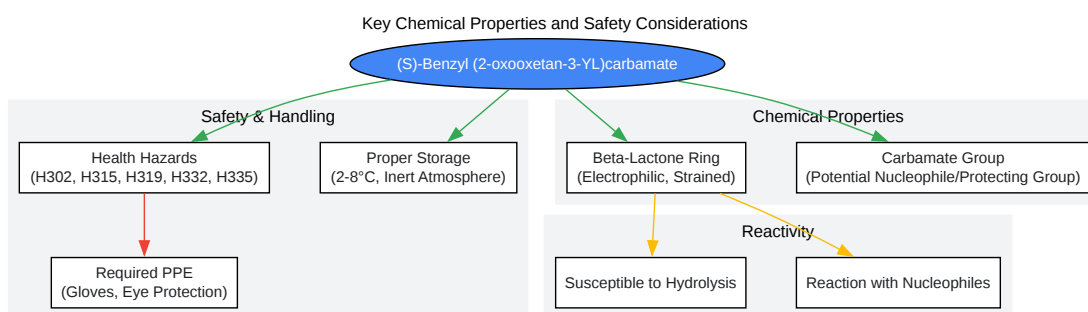 Key Chemical Properties and Safety Considerations
(S)-Benzyl (2-oxooxetan-3-YL)carbamate
Safety & Handling
Chemical Properties
Health Hazards
(H302, H315, H319, H332, H335)
Proper Storage
(2-8°C, Inert Atmosphere)
Beta-Lactone Ring
(Electrophilic, Strained)
Carbamate Group
(Potential Nucleophile/Protecting Group)
Reactivity
Required PPE
(Gloves, Eye Protection)
Susceptible to Hydrolysis
Reaction with Nucleophiles